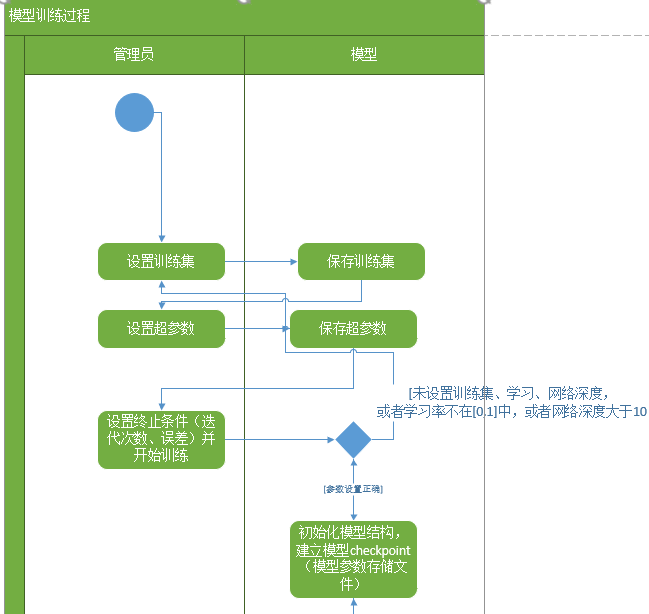 模型训练过程
管理员
模型
设置训练集
保存训练集
设置超参数
保存超参数
[未设置训练集、学习、网络深度，
或者学习率不在[0,1]中，或者网络深度大于10
设置终止条件（迭
代次数、误差）并
开始训练
[参数设置正确]
初始化模型结构，
建立模型checkpoint
（模型参数存储文
件）